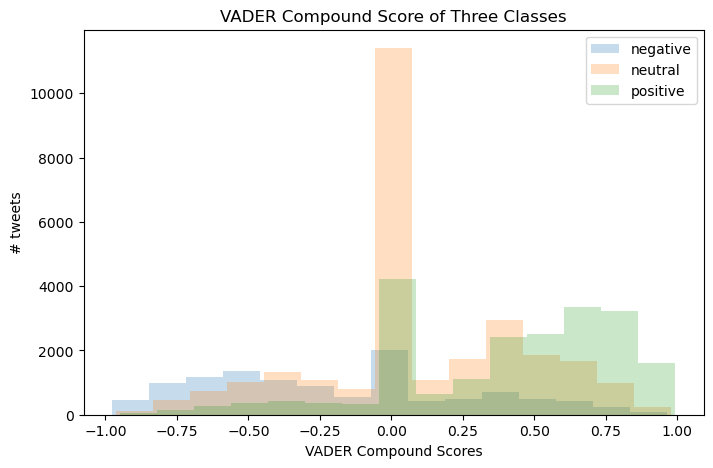 VADER Compound Score of Three Classes
negative
neutral
positive
# tweets
10000
8000
6000
4000
2000
0
−1.00 −0.75 −0.50 −0.25 0.00 0.25 0.50 0.75 1.00
VADER Compound Scores